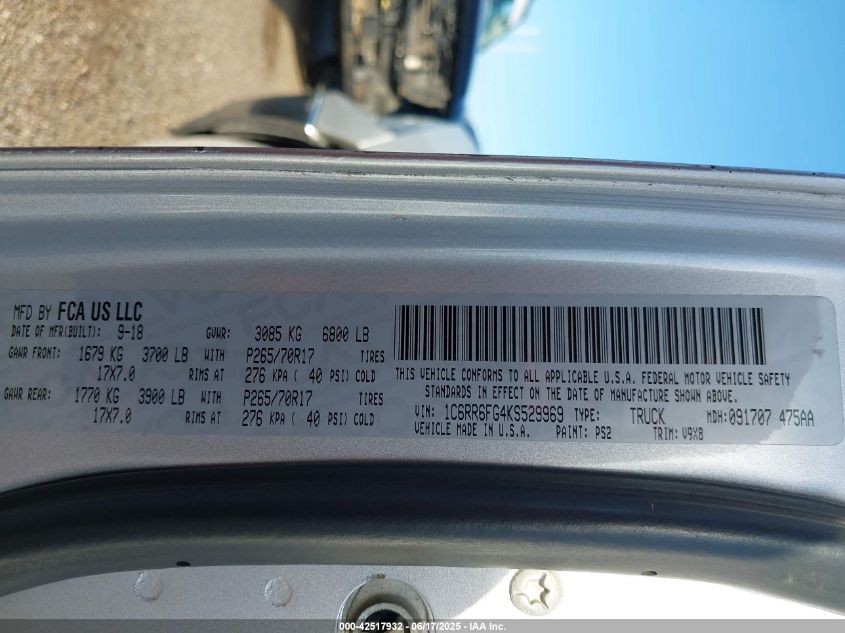 MFD BY FCA US LLC
DATE OF MFR(BUILT): 9-18 GVWR: 3085 KG 6800 LB
GAWR FRONT: 1679 KG 3700 LB WITH P265/70R17 TIRES
17X7.0 RIMS AT 276 KPA ( 40 PSI) COLD
GAWR REAR: 1770 KG 3900 LB WITH P265/70R17 TIRES
17X7.0 RIMS AT 276 KPA ( 40 PSI) COLD
THIS VEHICLE CONFORMS TO ALL APPLICABLE U.S.A. FEDERAL MOTOR VEHICLE SAFETY
STANDARDS IN EFFECT ON THE DATE OF MANUFACTURE SHOWN ABOVE
VIN: 1C6RR6FG4KS529969 TYPE: TRUCK MDH: 091707 475AA
VEHICLE MADE IN U.S.A. PAINT: PS2 TRIM: V9X8
000-42517932 - 06/17/2025 - IAA Inc.